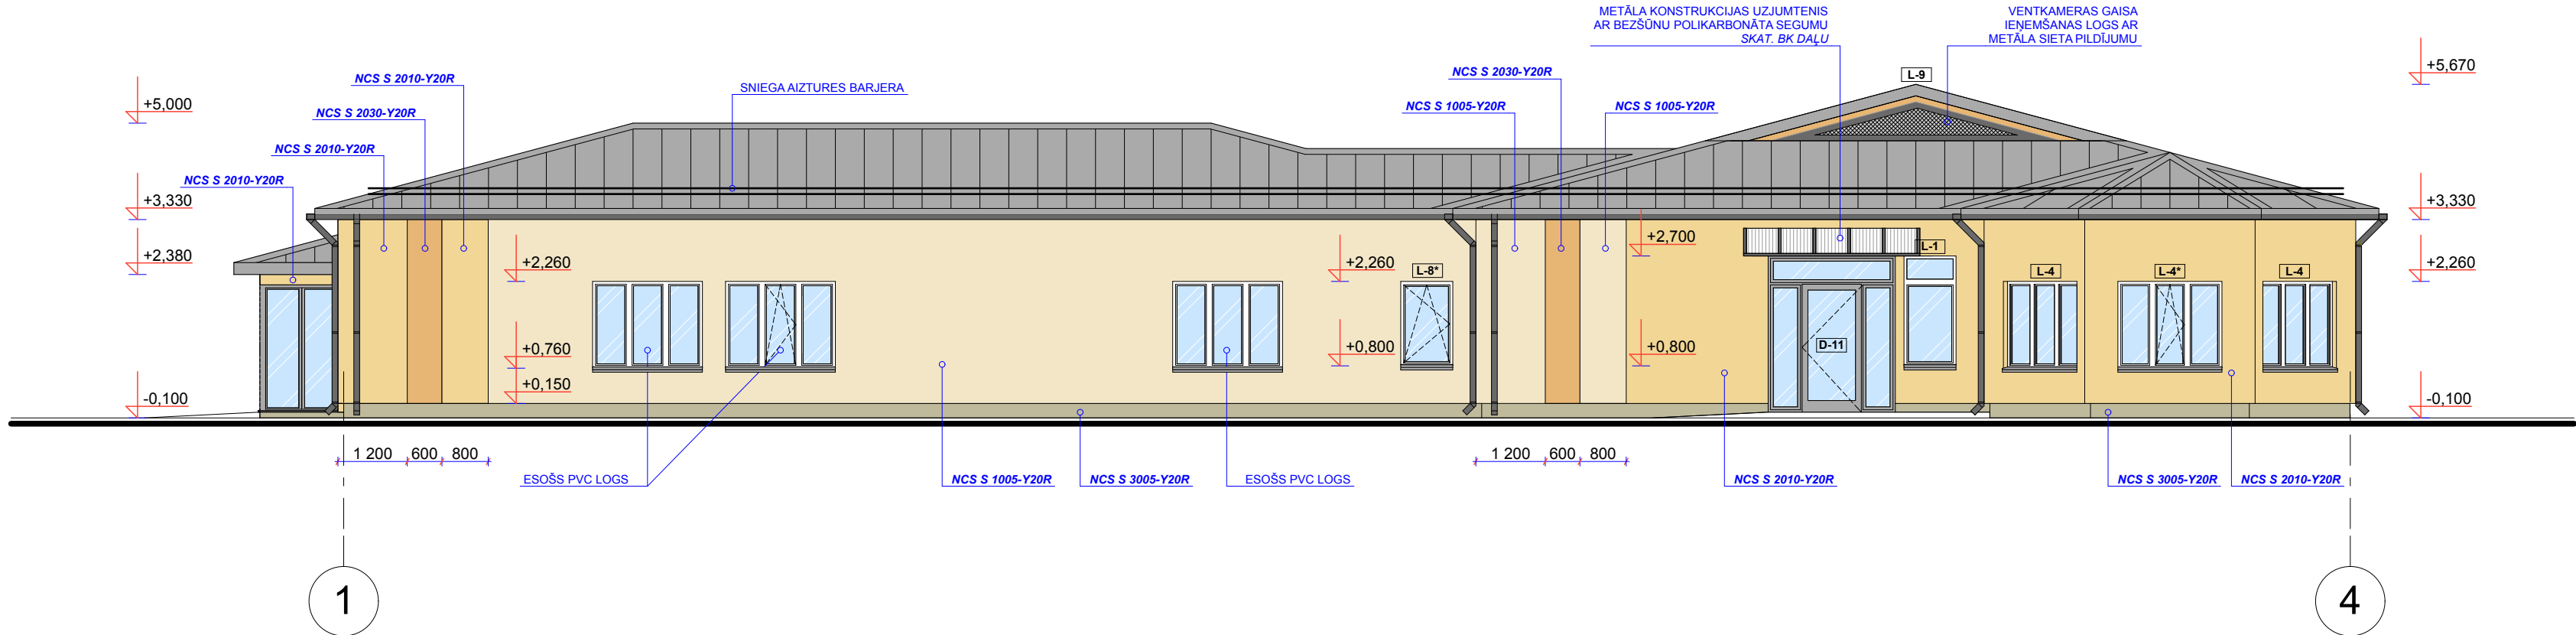 METĀLA KONSTRUKCIJAS UZJUMTENIS
AR BEZŠŪNU POLIKARBONĀTA SEGUMU
SKAT. BK DAĻU
VENTKAMERAS GAISA
IEŅEMŠANAS LOGS AR
METĀLA SIETA PILDĪJUMU
+5,670
L-9
NCS S 2010-Y20R
NCS S 2030-Y20R
SNIEGA AIZTURES BARJERA
+5,000
NCS S 2030-Y20R
NCS S 1005-Y20R
NCS S 1005-Y20R
NCS S 2010-Y20R
NCS S 2010-Y20R
+3,330
+3,330
+2,380
+2,260
+2,260
L-8*
+2,700
L-1
L-4
L-4*
L-4
+2,260
+0,760
+0,800
+0,800
D-11
+0,150
-0,100
-0,100
1 200
600
800
1 200
600
800
ESOŠS PVC LOGS
NCS S 1005-Y20R
NCS S 3005-Y20R
ESOŠS PVC LOGS
NCS S 2010-Y20R
NCS S 3005-Y20R
NCS S 2010-Y20R
1
4